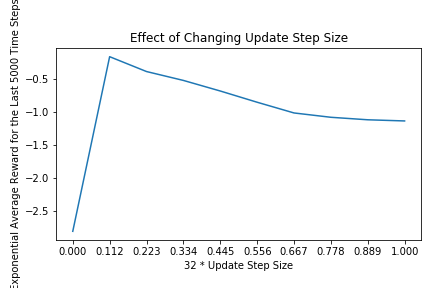 Effect of Changing Update Step Size
Exponential Average Reward for the Last 5000 Time Steps
−0.5
−1.0
−1.5
−2.0
−2.5
0.000 0.112 0.223 0.334 0.445 0.556 0.667 0.778 0.889 1.000
32 * Update Step Size